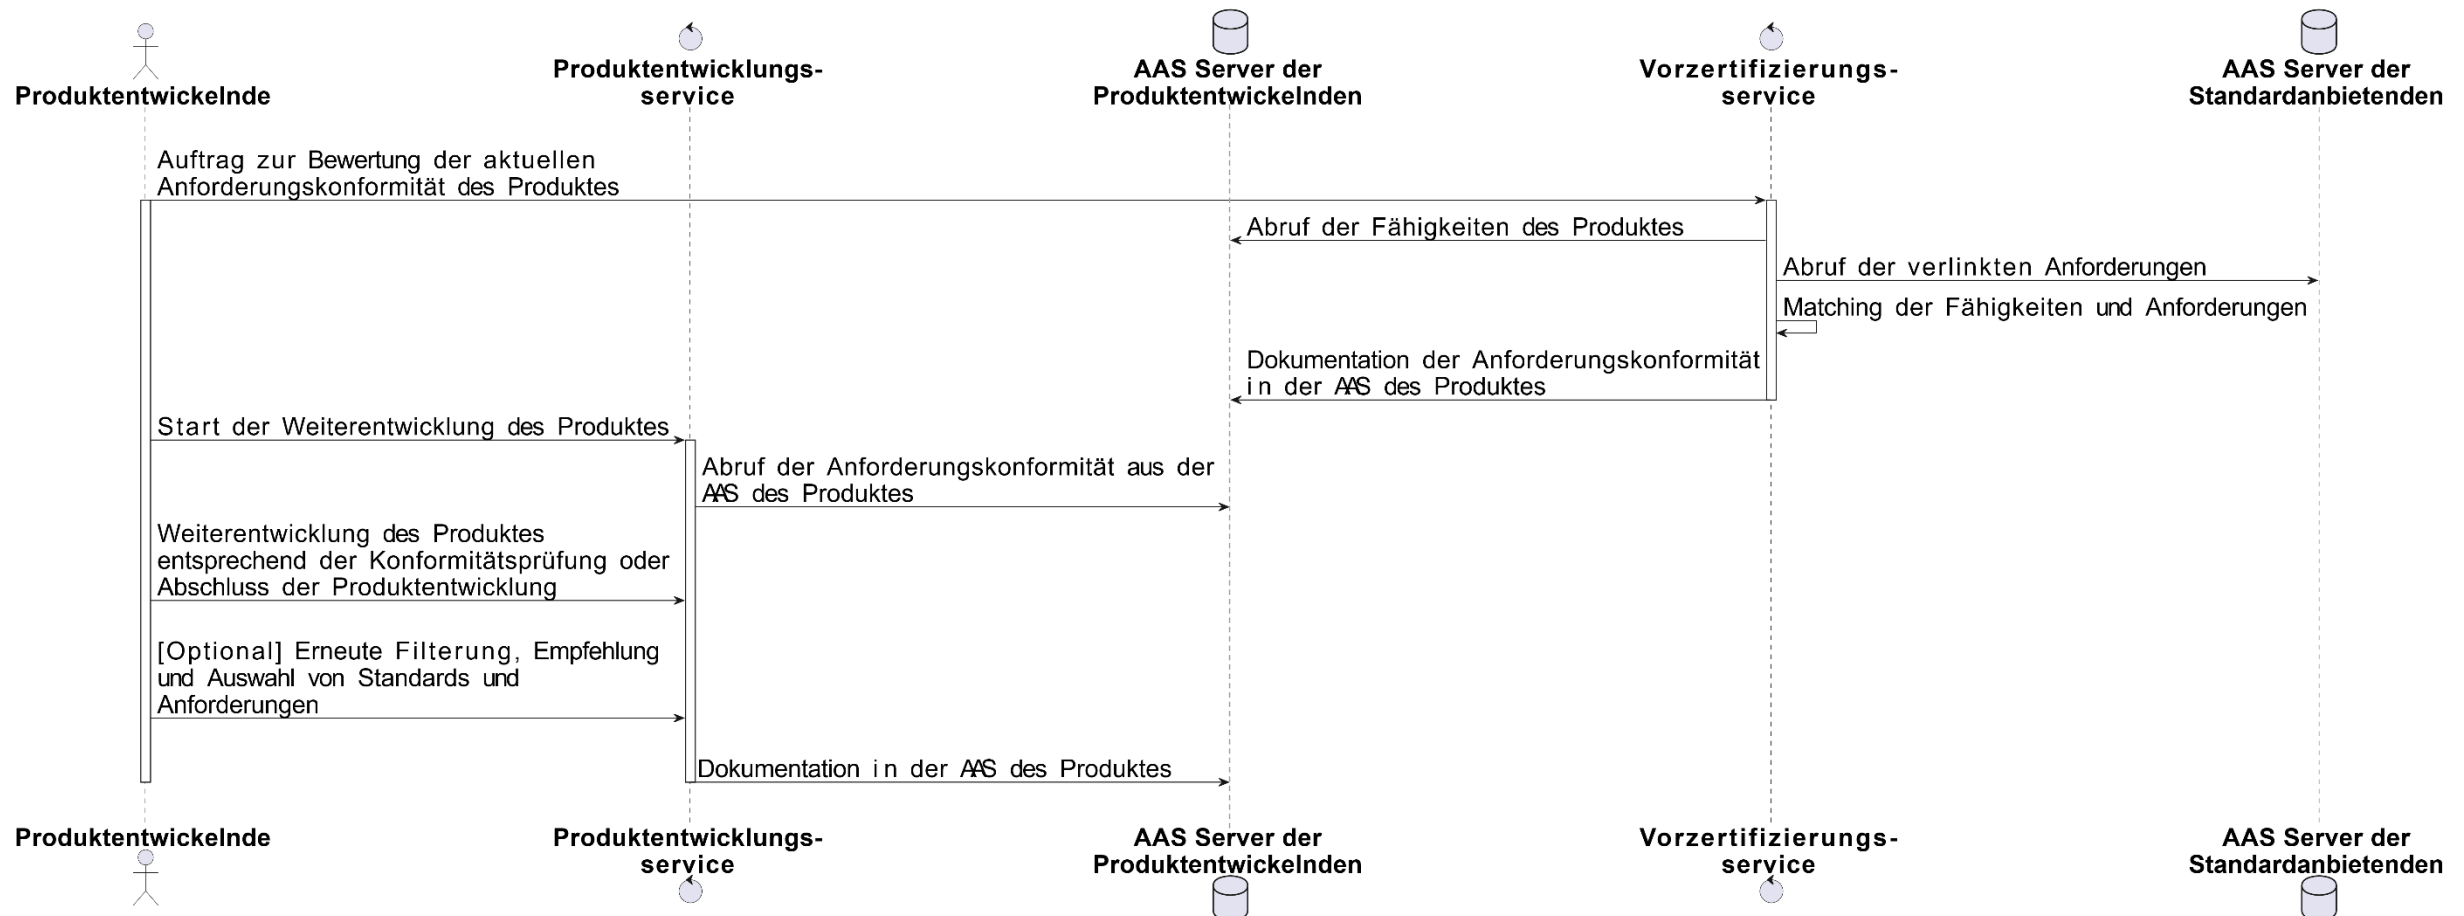 Produktentwickelnde
Produktentwicklungs-
service
AAS Server der
Produktentwickelnden
Vorzertifizierungs-
service
AAS Server der
Standardanbietenden
Auftrag zur Bewertung der aktuellen
Anforderungskonformität des Produktes
Abruf der Fähigkeiten des Produktes
Abruf der verlinkten Anforderungen
Matching der Fähigkeiten und Anforderungen
Dokumentation der Anforderungskonformität
in der AAS des Produktes
Start der Weiterentwicklung des Produktes
Abruf der Anforderungskonformität aus der
AAS des Produktes
Weiterentwicklung des Produktes
entsprechend der Konformitätsprüfung oder
Abschluss der Produktentwicklung
[Optional] Erneute Filterung, Empfehlung
und Auswahl von Standards und
Anforderungen
Dokumentation in der AAS des Produktes
Produktentwickelnde
Produktentwicklungs-
service
AAS Server der
Produktentwickelnden
Vorzertifizierungs-
service
AAS Server der
Standardanbietenden